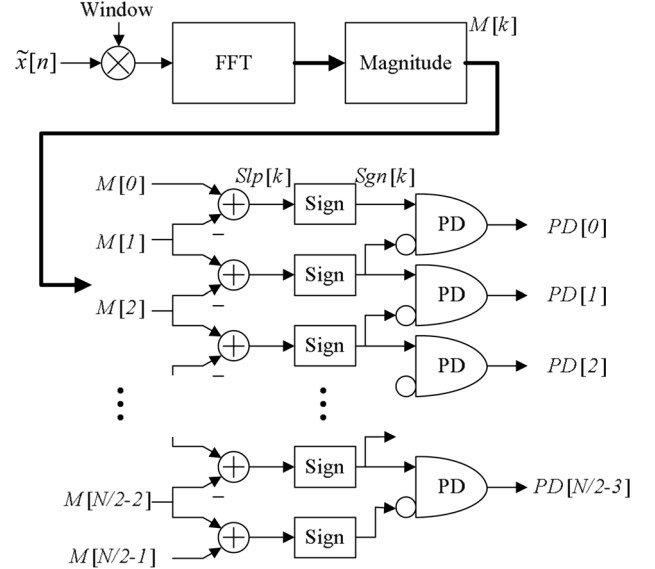 Window
x̃[n]
FFT
Magnitude
M[k]
Slp[k]
Sgn[k]
M[0]
+
Sign
PD
PD[0]
−
M[1]
+
Sign
PD
PD[1]
−
M[2]
+
Sign
PD
PD[2]
−
+
Sign
PD
PD[N/2-3]
−
M[N/2-2]
+
Sign
M[N/2-1]